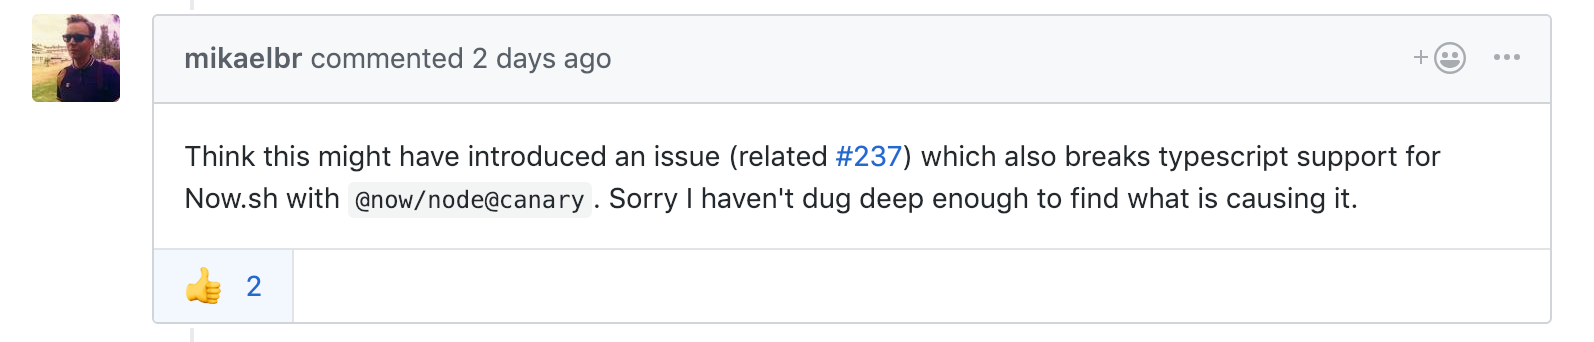 mikaelbr commented 2 days ago
Think this might have introduced an issue (related #237) which also breaks typescript support for
Now.sh with @now/node@canary. Sorry I haven't dug deep enough to find what is causing it.
👍 2